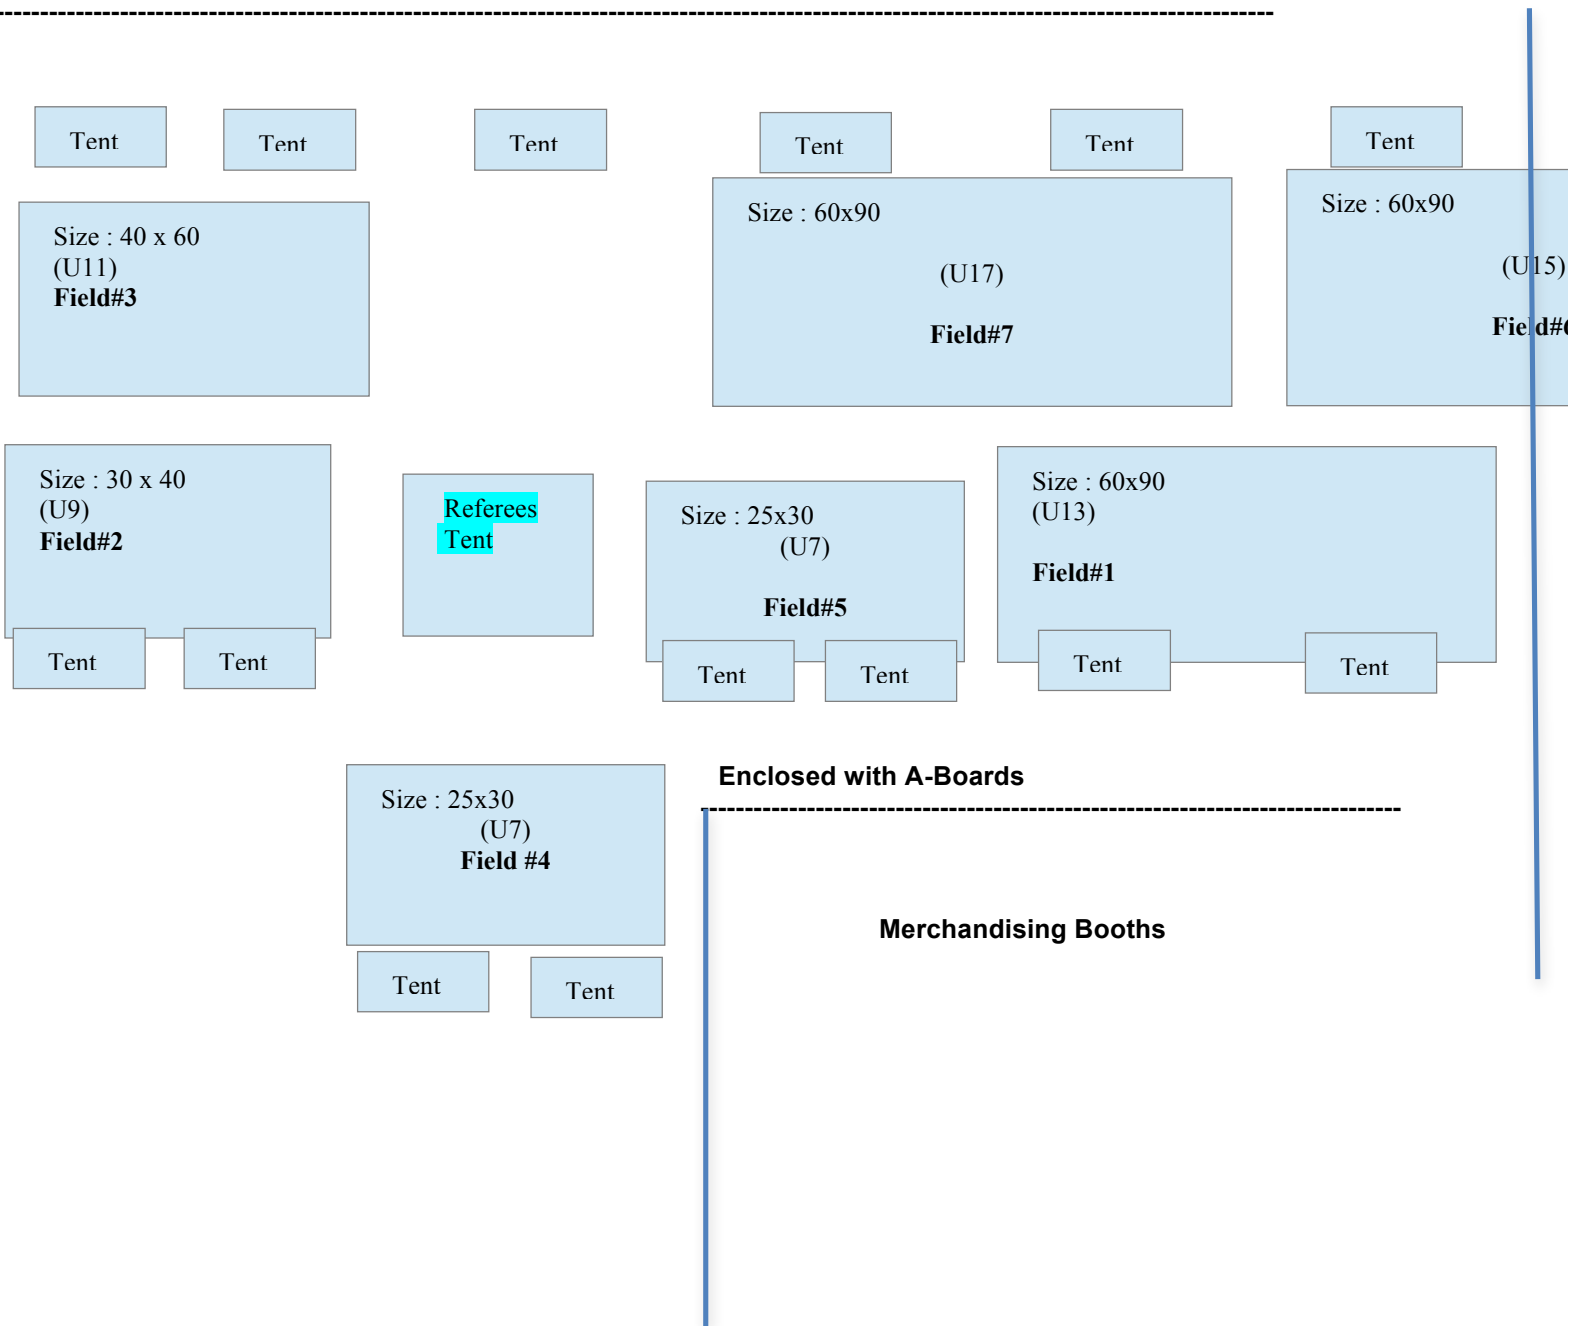 Tent
Tent
Tent
Tent
Tent
Tent
Size : 40 x 60
(U11)
Field#3
Size : 60x90
(U17)
Field#7
Size : 60x90
(U15)
Size : 30 x 40
(U9)
Field#2
Referees
Tent
Size : 25x30
(U7)
Field#5
Size : 60x90
(U13)
Field#1
Tent
Tent
Tent
Tent
Tent
Tent
Enclosed with A-Boards
Size : 25x30
(U7)
Field #4
Merchandising Booths
Tent
Tent